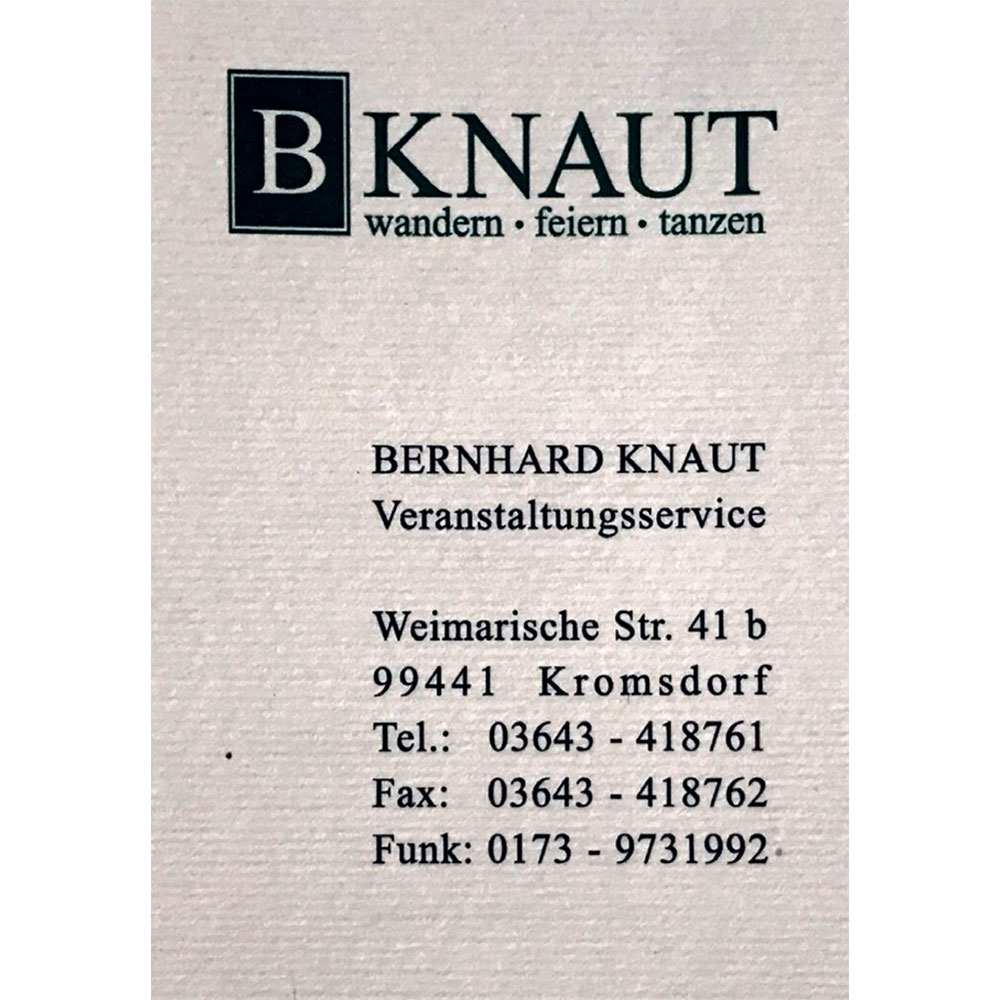 B KNAUT
wandern • feiern • tanzen
BERNHARD KNAUT
Veranstaltungsservice
Weimarische Str. 41 b
99441 Kromsdorf
Tel.: 03643 - 418761
Fax: 03643 - 418762
Funk: 0173 - 9731992